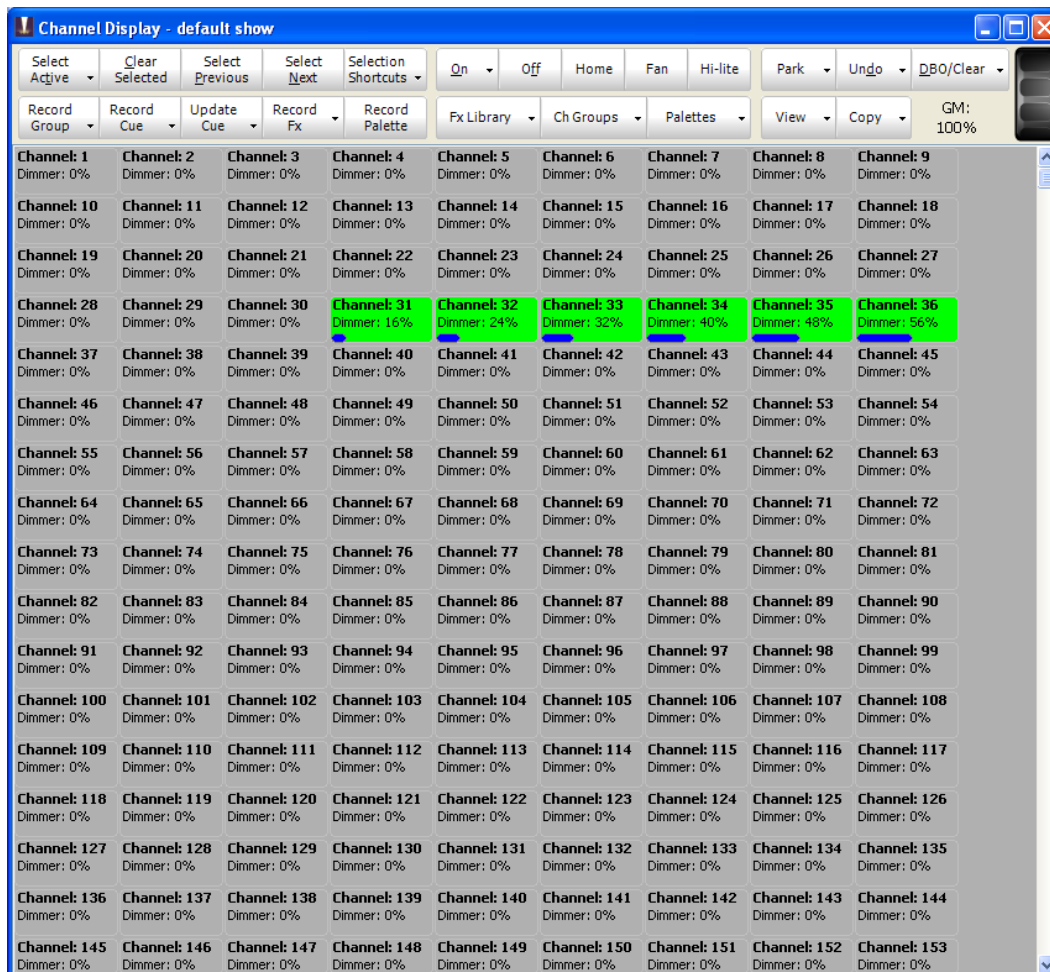 Channel Display - default show
Select Active Clear Selected Select Previous Select Next Selection Shortcuts On Off Home Fan Hi-lite Park Undo DBO/Clear
Record Group Record Cue Update Cue Record Fx Record Palette Fx Library Ch Groups Palettes View Copy GM: 100%
Channel: 1 Channel: 2 Channel: 3 Channel: 4 Channel: 5 Channel: 6 Channel: 7 Channel: 8 Channel: 9
Dimmer: 0% Dimmer: 0% Dimmer: 0% Dimmer: 0% Dimmer: 0% Dimmer: 0% Dimmer: 0% Dimmer: 0% Dimmer: 0%
Channel: 10 Channel: 11 Channel: 12 Channel: 13 Channel: 14 Channel: 15 Channel: 16 Channel: 17 Channel: 18
Dimmer: 0% Dimmer: 0% Dimmer: 0% Dimmer: 0% Dimmer: 0% Dimmer: 0% Dimmer: 0% Dimmer: 0% Dimmer: 0%
Channel: 19 Channel: 20 Channel: 21 Channel: 22 Channel: 23 Channel: 24 Channel: 25 Channel: 26 Channel: 27
Dimmer: 0% Dimmer: 0% Dimmer: 0% Dimmer: 0% Dimmer: 0% Dimmer: 0% Dimmer: 0% Dimmer: 0% Dimmer: 0%
Channel: 28 Channel: 29 Channel: 30 Channel: 31 Channel: 32 Channel: 33 Channel: 34 Channel: 35 Channel: 36
Dimmer: 0% Dimmer: 0% Dimmer: 0% Dimmer: 16% Dimmer: 24% Dimmer: 32% Dimmer: 40% Dimmer: 48% Dimmer: 56%
Channel: 37 Channel: 38 Channel: 39 Channel: 40 Channel: 41 Channel: 42 Channel: 43 Channel: 44 Channel: 45
Dimmer: 0% Dimmer: 0% Dimmer: 0% Dimmer: 0% Dimmer: 0% Dimmer: 0% Dimmer: 0% Dimmer: 0% Dimmer: 0%
Channel: 46 Channel: 47 Channel: 48 Channel: 49 Channel: 50 Channel: 51 Channel: 52 Channel: 53 Channel: 54
Dimmer: 0% Dimmer: 0% Dimmer: 0% Dimmer: 0% Dimmer: 0% Dimmer: 0% Dimmer: 0% Dimmer: 0% Dimmer: 0%
Channel: 55 Channel: 56 Channel: 57 Channel: 58 Channel: 59 Channel: 60 Channel: 61 Channel: 62 Channel: 63
Dimmer: 0% Dimmer: 0% Dimmer: 0% Dimmer: 0% Dimmer: 0% Dimmer: 0% Dimmer: 0% Dimmer: 0% Dimmer: 0%
Channel: 64 Channel: 65 Channel: 66 Channel: 67 Channel: 68 Channel: 69 Channel: 70 Channel: 71 Channel: 72
Dimmer: 0% Dimmer: 0% Dimmer: 0% Dimmer: 0% Dimmer: 0% Dimmer: 0% Dimmer: 0% Dimmer: 0% Dimmer: 0%
Channel: 73 Channel: 74 Channel: 75 Channel: 76 Channel: 77 Channel: 78 Channel: 79 Channel: 80 Channel: 81
Dimmer: 0% Dimmer: 0% Dimmer: 0% Dimmer: 0% Dimmer: 0% Dimmer: 0% Dimmer: 0% Dimmer: 0% Dimmer: 0%
Channel: 82 Channel: 83 Channel: 84 Channel: 85 Channel: 86 Channel: 87 Channel: 88 Channel: 89 Channel: 90
Dimmer: 0% Dimmer: 0% Dimmer: 0% Dimmer: 0% Dimmer: 0% Dimmer: 0% Dimmer: 0% Dimmer: 0% Dimmer: 0%
Channel: 91 Channel: 92 Channel: 93 Channel: 94 Channel: 95 Channel: 96 Channel: 97 Channel: 98 Channel: 99
Dimmer: 0% Dimmer: 0% Dimmer: 0% Dimmer: 0% Dimmer: 0% Dimmer: 0% Dimmer: 0% Dimmer: 0% Dimmer: 0%
Channel: 100 Channel: 101 Channel: 102 Channel: 103 Channel: 104 Channel: 105 Channel: 106 Channel: 107 Channel: 108
Dimmer: 0% Dimmer: 0% Dimmer: 0% Dimmer: 0% Dimmer: 0% Dimmer: 0% Dimmer: 0% Dimmer: 0% Dimmer: 0%
Channel: 109 Channel: 110 Channel: 111 Channel: 112 Channel: 113 Channel: 114 Channel: 115 Channel: 116 Channel: 117
Dimmer: 0% Dimmer: 0% Dimmer: 0% Dimmer: 0% Dimmer: 0% Dimmer: 0% Dimmer: 0% Dimmer: 0% Dimmer: 0%
Channel: 118 Channel: 119 Channel: 120 Channel: 121 Channel: 122 Channel: 123 Channel: 124 Channel: 125 Channel: 126
Dimmer: 0% Dimmer: 0% Dimmer: 0% Dimmer: 0% Dimmer: 0% Dimmer: 0% Dimmer: 0% Dimmer: 0% Dimmer: 0%
Channel: 127 Channel: 128 Channel: 129 Channel: 130 Channel: 131 Channel: 132 Channel: 133 Channel: 134 Channel: 135
Dimmer: 0% Dimmer: 0% Dimmer: 0% Dimmer: 0% Dimmer: 0% Dimmer: 0% Dimmer: 0% Dimmer: 0% Dimmer: 0%
Channel: 136 Channel: 137 Channel: 138 Channel: 139 Channel: 140 Channel: 141 Channel: 142 Channel: 143 Channel: 144
Dimmer: 0% Dimmer: 0% Dimmer: 0% Dimmer: 0% Dimmer: 0% Dimmer: 0% Dimmer: 0% Dimmer: 0% Dimmer: 0%
Channel: 145 Channel: 146 Channel: 147 Channel: 148 Channel: 149 Channel: 150 Channel: 151 Channel: 152 Channel: 153
Dimmer: 0% Dimmer: 0% Dimmer: 0% Dimmer: 0% Dimmer: 0% Dimmer: 0% Dimmer: 0% Dimmer: 0% Dimmer: 0%